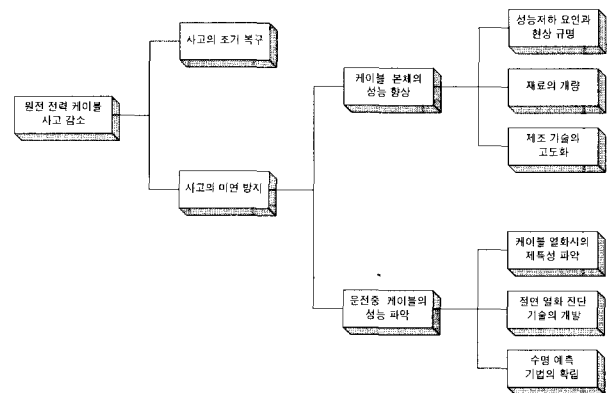 원전 전력 케이블
사고 감소
사고의 조기 복구
사고의 미연 방지
케이블 본체의
성능 향상
운전중 케이블의
성능 파악
성능저하 요인과
현상 규명
재료의 개량
제조 기술의
고도화
케이블 열화시의
제특성 파악
절연 열화 진단
기술의 개발
수명 예측
기법의 확립